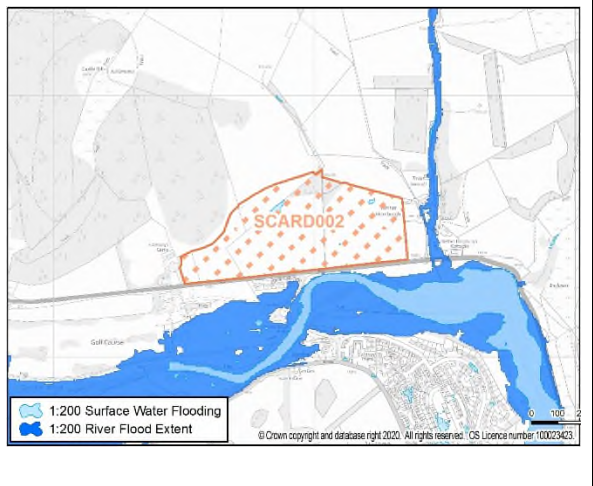 SCARD002
Golf Course
1:200 Surface Water Flooding
1:200 River Flood Extent
0 100 2
© Crown copyright and database right 2020. All rights reserved. OS Licence number 100023423.